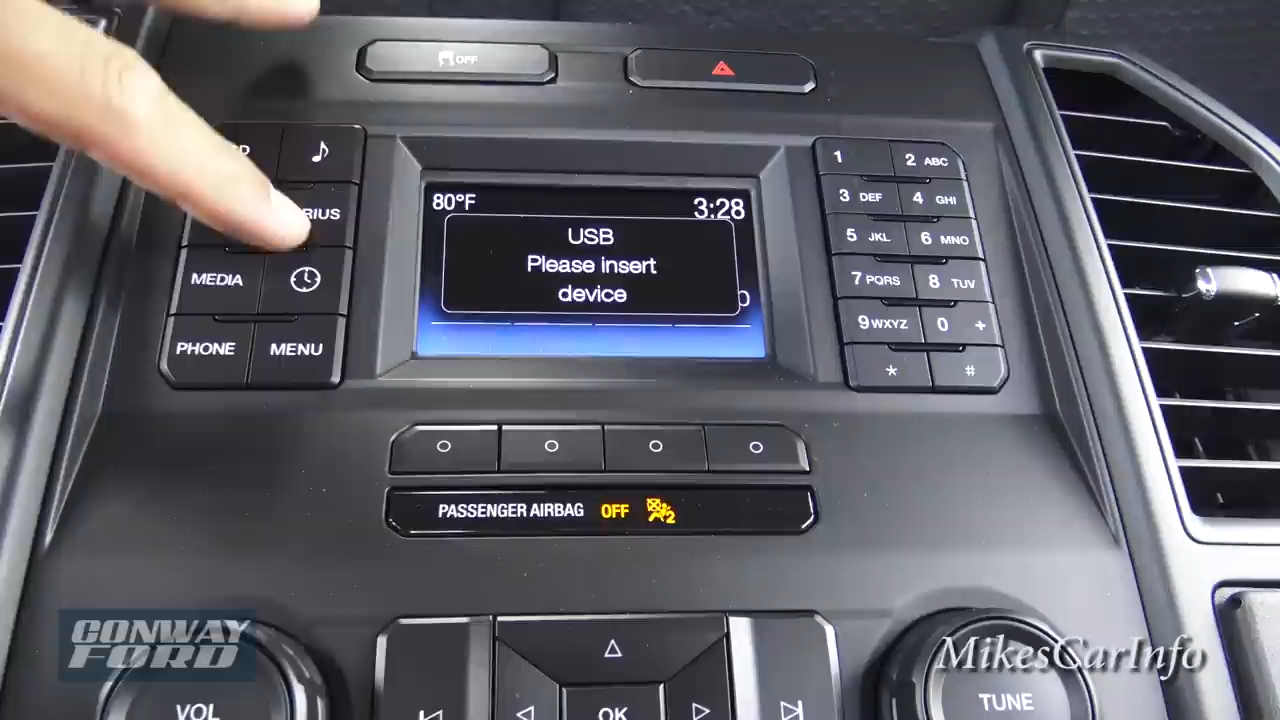 OFF
♪
RIUS
MEDIA
PHONE MENU
80°F 3:28
USB
Please insert
device
1 2 ABC
3 DEF 4 GHI
5 JKL 6 MNO
7 PQRS 8 TUV
9 WXYZ 0 +
* #
PASSENGER AIRBAG OFF 2
CONWAY
FORD
MikesCarInfo
VOL OK TUNE